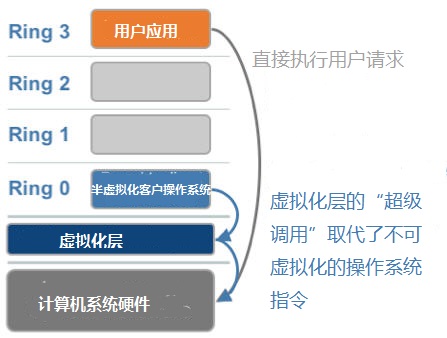 Ring 3
用户应用
直接执行用户请求
Ring 2
Ring 1
Ring 0
半虚拟化客户操作系统
虚拟化层的“超级
调用”取代了不可
虚拟化的操作系统
指令
虚拟化层
计算机系统硬件